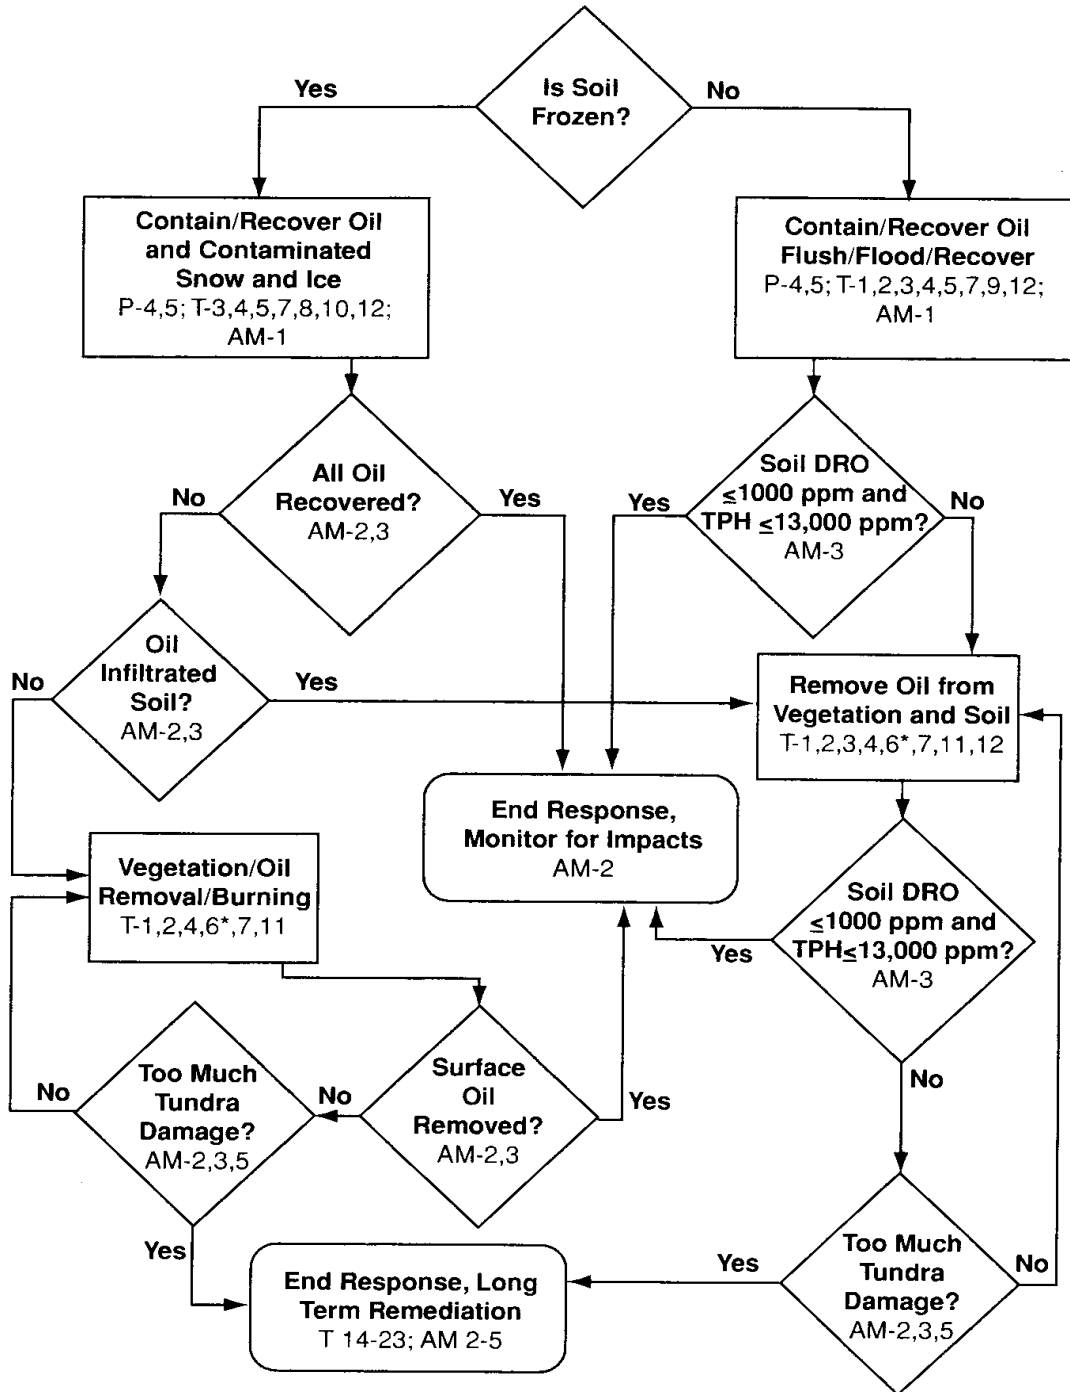 Is Soil
Frozen?
Yes
No
Contain/Recover Oil
and Contaminated
Snow and Ice
P-4,5; T-3,4,5,7,8,10,12;
AM-1
Contain/Recover Oil
Flush/Flood/Recover
P-4,5; T-1,2,3,4,5,7,9,12;
AM-1
All Oil
Recovered?
AM-2,3
No
Yes
Soil DRO
≤1000 ppm and
TPH ≤13,000 ppm?
AM-3
Yes
No
Oil
Infiltrated
Soil?
AM-2,3
No
Yes
Remove Oil from
Vegetation and Soil
T-1,2,3,4,6*,7,11,12
End Response,
Monitor for Impacts
AM-2
Vegetation/Oil
Removal/Burning
T-1,2,4,6*,7,11
Soil DRO
≤1000 ppm and
TPH≤13,000 ppm?
AM-3
Yes
No
Too Much
Tundra
Damage?
AM-2,3,5
No
Yes
Surface
Oil
Removed?
AM-2,3
No
Yes
End Response, Long
Term Remediation
T 14-23; AM 2-5
Too Much
Tundra
Damage?
AM-2,3,5
Yes
No